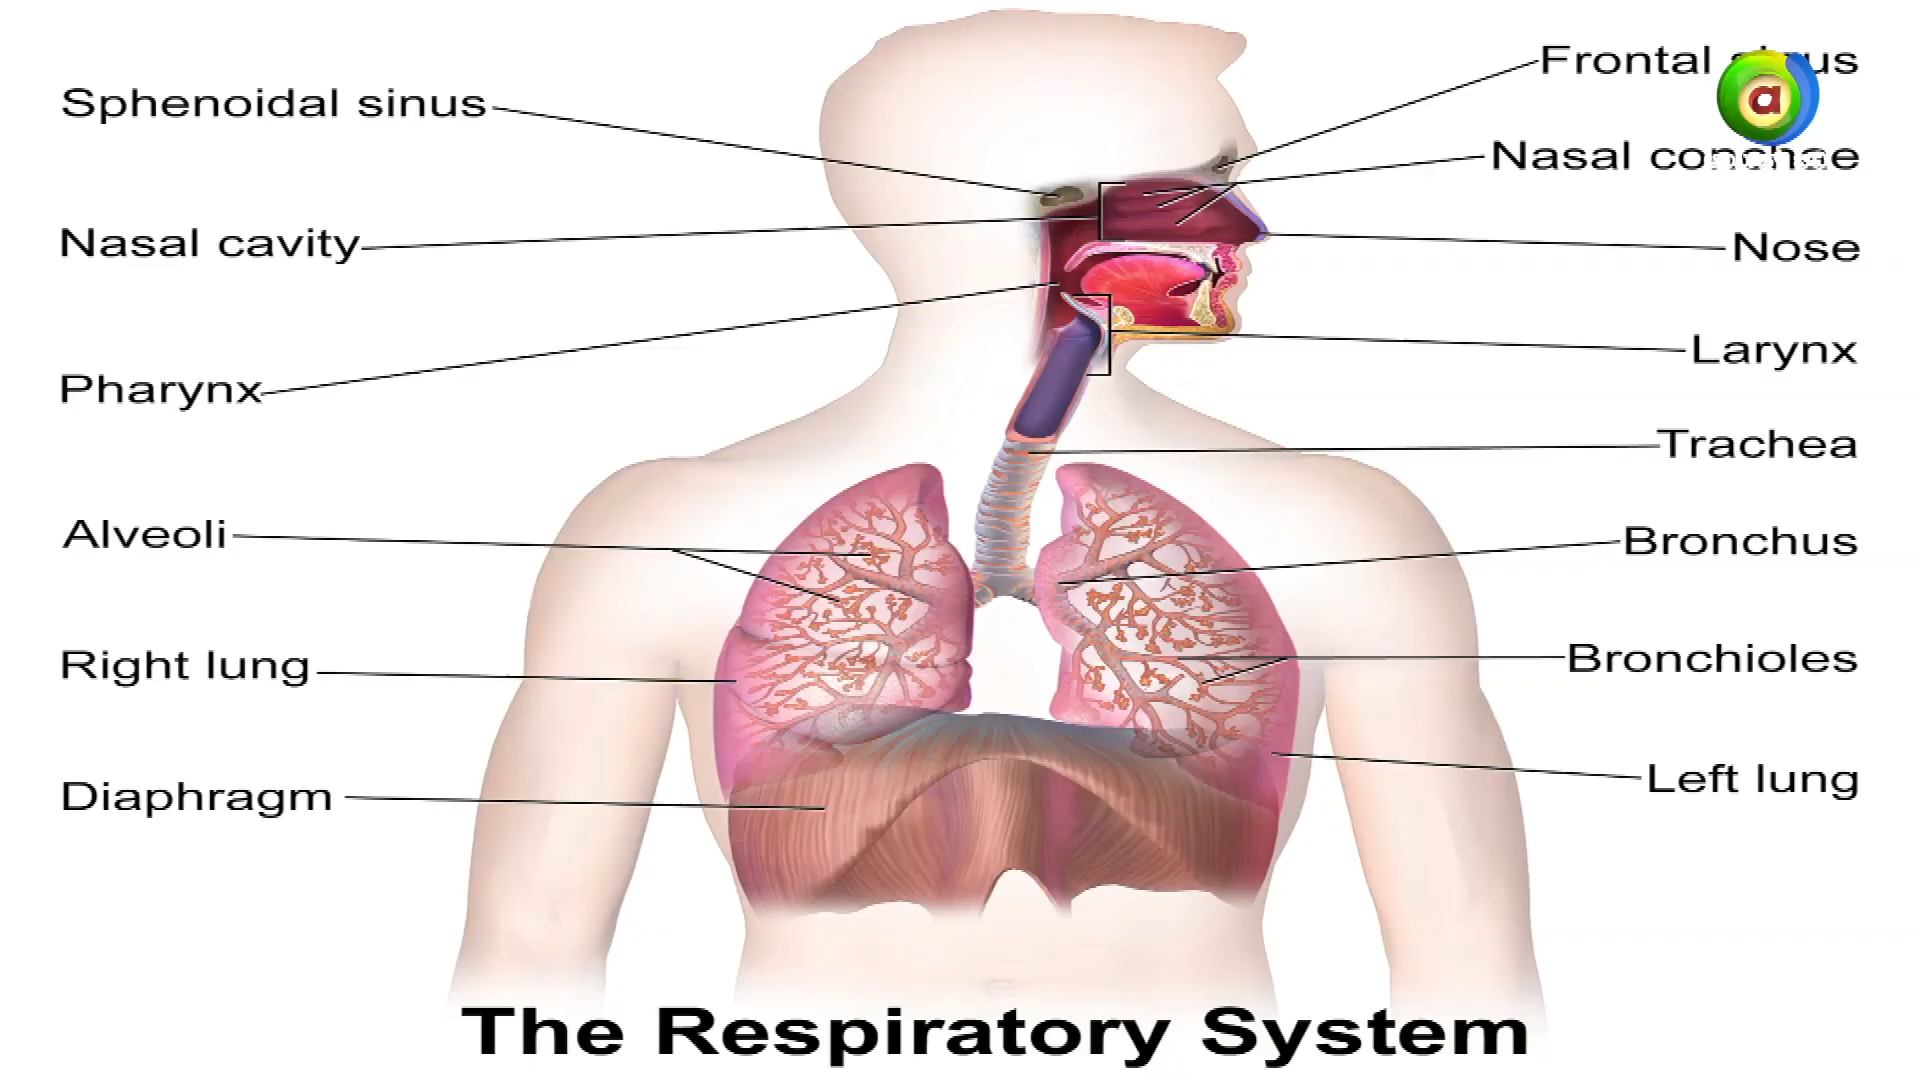 Sphenoidal sinus
Nasal cavity
Pharynx
Alveoli
Right lung
Diaphragm
Frontal
a
Nasal conchae
Nose
Larynx
Trachea
Bronchus
Bronchioles
Left lung
The Respiratory System